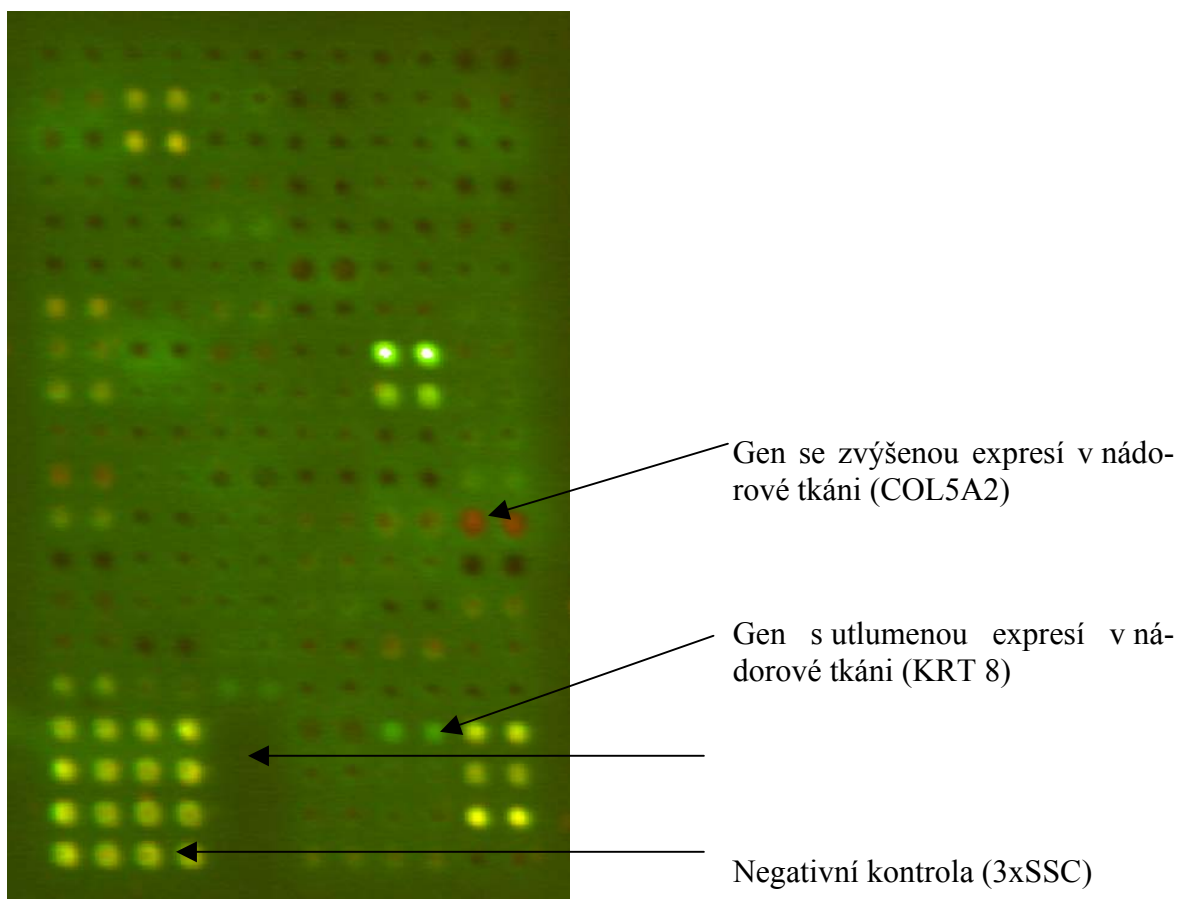 Gen se zvýšenou expresí v nádo-
rové tkáni (COL5A2)
Gen s utlumenou expresí v ná-
dorové tkáni (KRT 8)
Negativní kontrola (3xSSC)